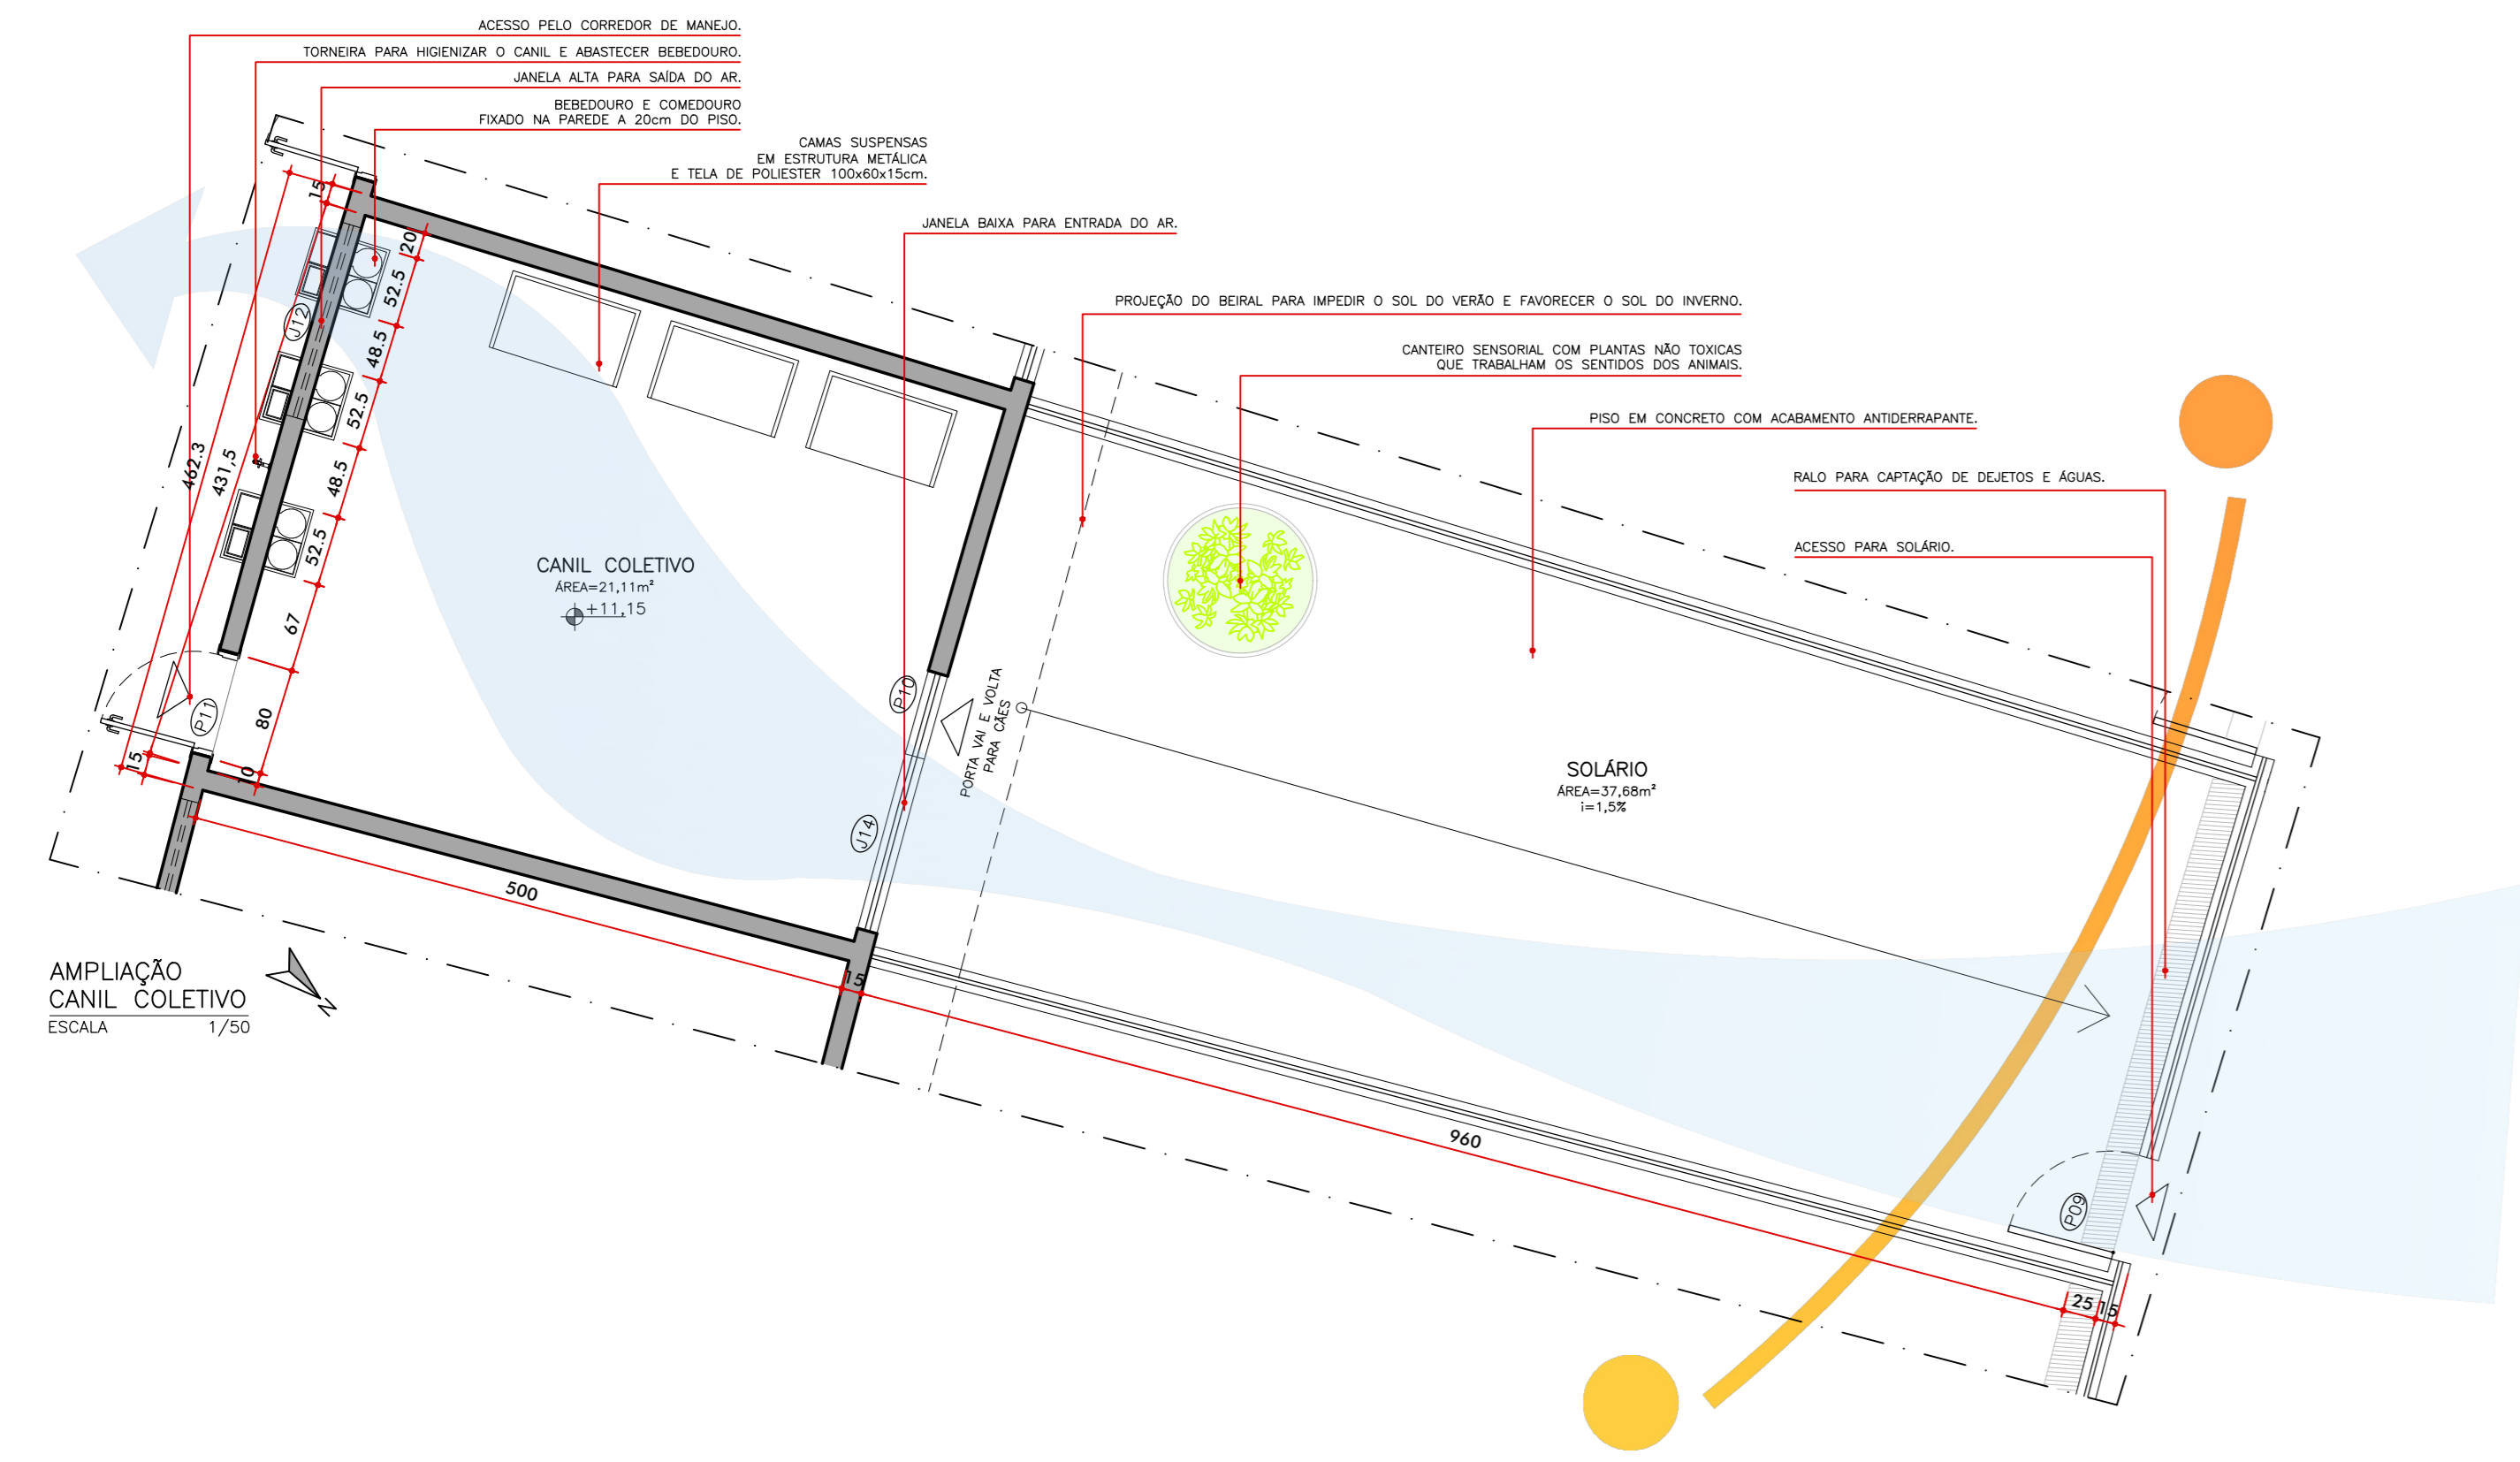 ACESSO PELO CORREDOR DE MANEJO.
TORNEIRA PARA HIGIENIZAR O CANIL E ABASTECER BEBEDOURO.
JANELA ALTA PARA SAÍDA DO AR.
BEBEDOURO E COMEDOURO
FIXADO NA PAREDE A 20cm DO PISO.
CAMAS SUSPENSAS
EM ESTRUTURA METÁLICA
E TELA DE POLIESTER 100x60x15cm.
JANELA BAIXA PARA ENTRADA DO AR.
PROJEÇÃO DO BEIRAL PARA IMPEDIR O SOL DO VERÃO E FAVORECER O SOL DO INVERNO.
CANTEIRO SENSORIAL COM PLANTAS NÃO TOXICAS
QUE TRABALHAM OS SENTIDOS DOS ANIMAIS.
PISO EM CONCRETO COM ACABAMENTO ANTIDERRAPANTE.
RALO PARA CAPTAÇÃO DE DEJETOS E ÁGUAS.
ACESSO PARA SOLÁRIO.
15
20
52.5
48.5
52.5
48.5
52.5
67
80
10
15
462.3
431,5
J12
P11
CANIL COLETIVO
ÁREA=21,11m²
+11,15
P10
J14
PORTA VAI E VOLTA
PARA CÃES
SOLÁRIO
ÁREA=37,68m²
i=1,5%
P09
500
15
960
25
15
AMPLIAÇÃO
CANIL COLETIVO
ESCALA 1/50
N